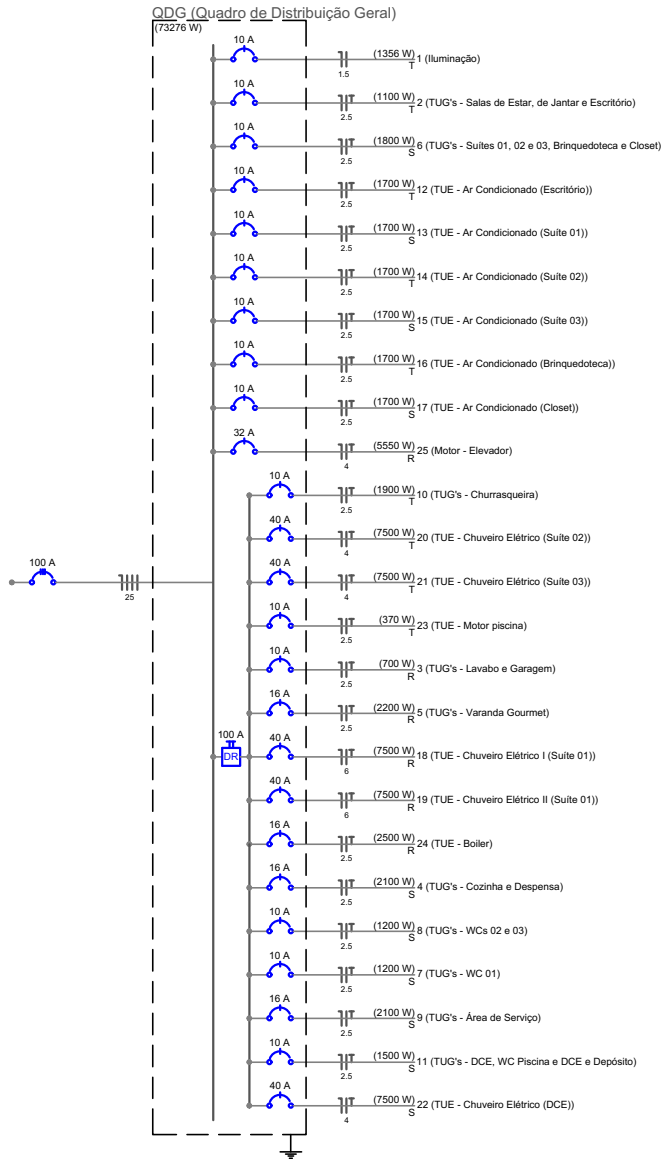 QDG (Quadro de Distribuição Geral)
(73276 W)
10 A
1.5
(1356 W)
T
1 (Iluminação)
10 A
2.5
(1100 W)
T
2 (TUG's - Salas de Estar, de Jantar e Escritório)
10 A
2.5
(1800 W)
S
6 (TUG's - Suítes 01, 02 e 03, Brinquedoteca e Closet)
10 A
2.5
(1700 W)
T
12 (TUE - Ar Condicionado (Escritório))
10 A
2.5
(1700 W)
S
13 (TUE - Ar Condicionado (Suíte 01))
10 A
2.5
(1700 W)
T
14 (TUE - Ar Condicionado (Suíte 02))
10 A
2.5
(1700 W)
S
15 (TUE - Ar Condicionado (Suíte 03))
10 A
2.5
(1700 W)
T
16 (TUE - Ar Condicionado (Brinquedoteca))
10 A
2.5
(1700 W)
S
17 (TUE - Ar Condicionado (Closet))
32 A
4
(5550 W)
R
25 (Motor - Elevador)
10 A
2.5
(1900 W)
T
10 (TUG's - Churrasqueira)
40 A
4
(7500 W)
T
20 (TUE - Chuveiro Elétrico (Suíte 02))
100 A
25
40 A
4
(7500 W)
T
21 (TUE - Chuveiro Elétrico (Suíte 03))
10 A
2.5
(370 W)
T
23 (TUE - Motor piscina)
10 A
2.5
(700 W)
R
3 (TUG's - Lavabo e Garagem)
16 A
2.5
(2200 W)
R
5 (TUG's - Varanda Gourmet)
100 A
DR
40 A
6
(7500 W)
R
18 (TUE - Chuveiro Elétrico I (Suíte 01))
40 A
6
(7500 W)
R
19 (TUE - Chuveiro Elétrico II (Suíte 01))
16 A
2.5
(2500 W)
R
24 (TUE - Boiler)
16 A
2.5
(2100 W)
S
4 (TUG's - Cozinha e Despensa)
10 A
2.5
(1200 W)
S
8 (TUG's - WCs 02 e 03)
10 A
2.5
(1200 W)
S
7 (TUG's - WC 01)
16 A
2.5
(2100 W)
S
9 (TUG's - Área de Serviço)
10 A
2.5
(1500 W)
S
11 (TUG's - DCE, WC Piscina e DCE e Depósito)
40 A
4
(7500 W)
S
22 (TUE - Chuveiro Elétrico (DCE))